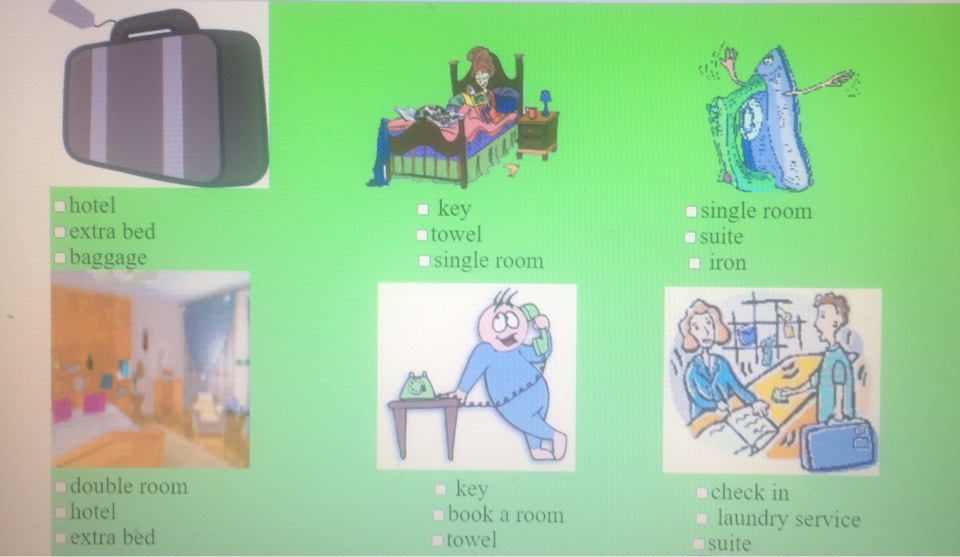 hotel
extra bed
baggage
key
towel
single room
single room
suite
iron
double room
hotel
extra bed
key
book a room
towel
check in
laundry service
suite